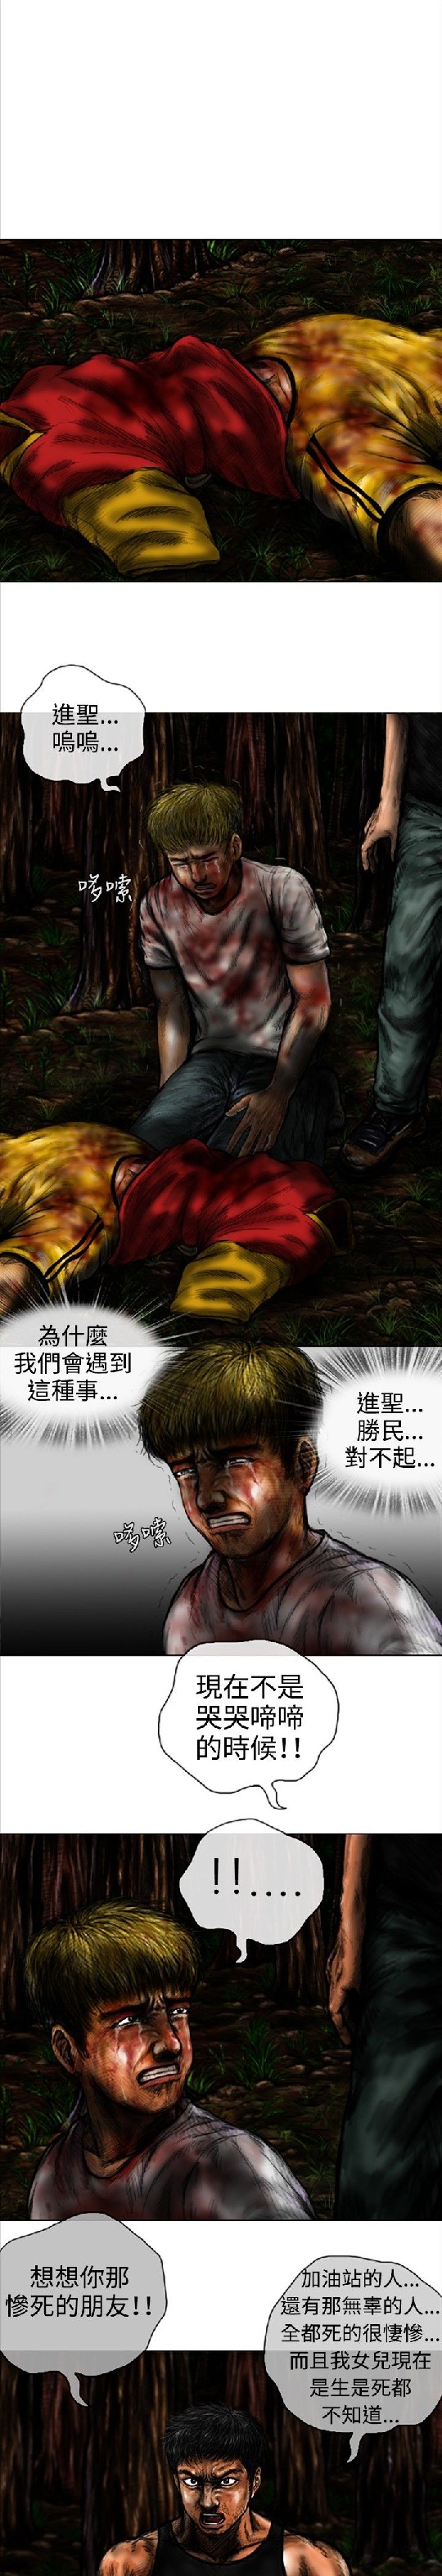 進聖...
嗚嗚...
哆嗦
為什麼
我們會遇到
這種事...
進聖...
勝民...
對不起...
哆嗦
現在不是
哭哭啼啼
的時候!!
!!....
想想你那
慘死的朋友!!
加油站的人...
還有那無辜的人...
全都死的很悽慘...
而且我女兒現在
是生是死都
不知道...